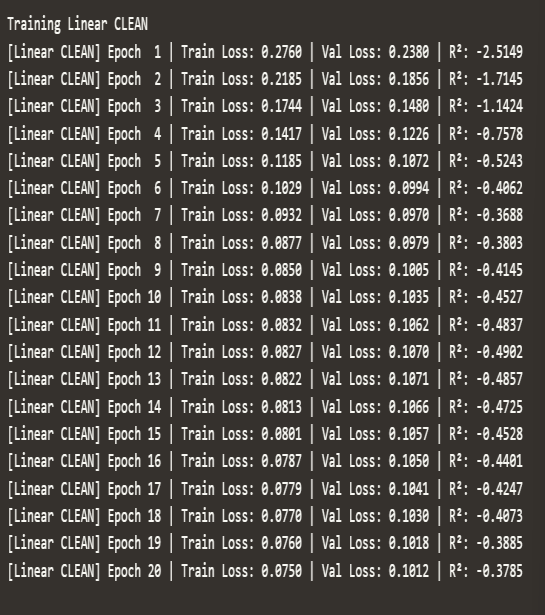 Training Linear CLEAN
[Linear CLEAN] Epoch  1 | Train Loss: 0.2760 | Val Loss: 0.2380 | R²: -2.5149
[Linear CLEAN] Epoch  2 | Train Loss: 0.2185 | Val Loss: 0.1856 | R²: -1.7145
[Linear CLEAN] Epoch  3 | Train Loss: 0.1744 | Val Loss: 0.1480 | R²: -1.1424
[Linear CLEAN] Epoch  4 | Train Loss: 0.1417 | Val Loss: 0.1226 | R²: -0.7578
[Linear CLEAN] Epoch  5 | Train Loss: 0.1185 | Val Loss: 0.1072 | R²: -0.5243
[Linear CLEAN] Epoch  6 | Train Loss: 0.1029 | Val Loss: 0.0994 | R²: -0.4062
[Linear CLEAN] Epoch  7 | Train Loss: 0.0932 | Val Loss: 0.0970 | R²: -0.3688
[Linear CLEAN] Epoch  8 | Train Loss: 0.0877 | Val Loss: 0.0979 | R²: -0.3803
[Linear CLEAN] Epoch  9 | Train Loss: 0.0850 | Val Loss: 0.1005 | R²: -0.4145
[Linear CLEAN] Epoch 10 | Train Loss: 0.0838 | Val Loss: 0.1035 | R²: -0.4527
[Linear CLEAN] Epoch 11 | Train Loss: 0.0832 | Val Loss: 0.1062 | R²: -0.4837
[Linear CLEAN] Epoch 12 | Train Loss: 0.0827 | Val Loss: 0.1070 | R²: -0.4902
[Linear CLEAN] Epoch 13 | Train Loss: 0.0822 | Val Loss: 0.1071 | R²: -0.4857
[Linear CLEAN] Epoch 14 | Train Loss: 0.0813 | Val Loss: 0.1066 | R²: -0.4725
[Linear CLEAN] Epoch 15 | Train Loss: 0.0801 | Val Loss: 0.1057 | R²: -0.4528
[Linear CLEAN] Epoch 16 | Train Loss: 0.0787 | Val Loss: 0.1050 | R²: -0.4401
[Linear CLEAN] Epoch 17 | Train Loss: 0.0779 | Val Loss: 0.1041 | R²: -0.4247
[Linear CLEAN] Epoch 18 | Train Loss: 0.0770 | Val Loss: 0.1030 | R²: -0.4073
[Linear CLEAN] Epoch 19 | Train Loss: 0.0760 | Val Loss: 0.1018 | R²: -0.3885
[Linear CLEAN] Epoch 20 | Train Loss: 0.0750 | Val Loss: 0.1012 | R²: -0.3785